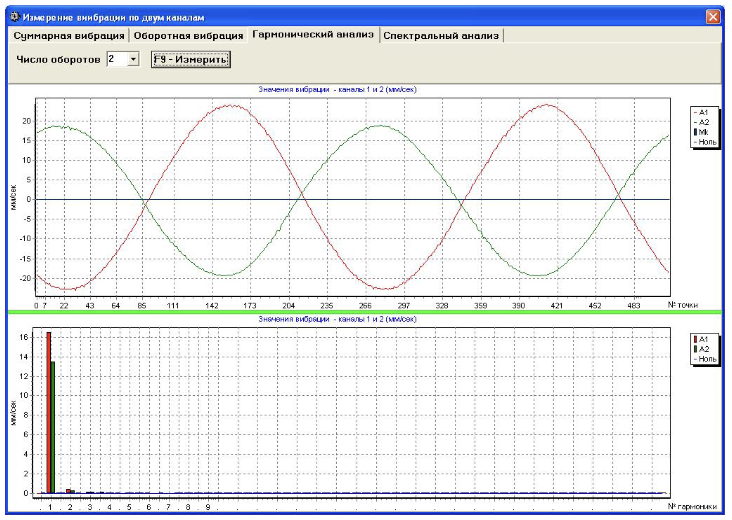 Измерение виибрации по двум каналам
Суммарная вибрация Оборотная вибрация Гармонический анализ Спектральный анализ
Число оборотов 2 F9 - Измерить
Значения вибрации - каналы 1 и 2 (мм/сек)
мм/сек
20
15
10
5
0
-5
-10
-15
-20
0 7 22 43 64 85 111 142 173 204 235 266 297 328 359 390 421 452 483 № точки
A1
A2
Mk
Ноль
Значения вибрации - каналы 1 и 2 (мм/сек)
мм/сек
16
14
12
10
8
6
4
2
0
. 1 . 2 . 3 . 4 . 5 . 6 . 7 . 8 . 9 . . . . . . . . . . . . № гармоники
A1
A2
Ноль